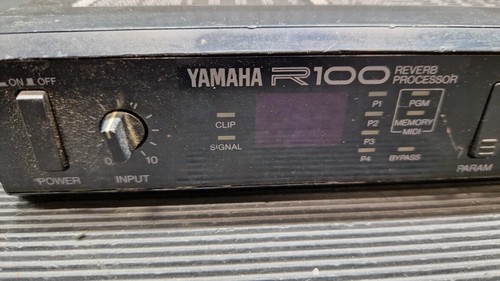 YAMAHA R100 REVERB PROCESSOR
ON OFF
POWER
0 10
INPUT
CLIP
SIGNAL
P1
P2
P3
P4
PGM
MEMORY
MIDI
BYPASS
PARAM